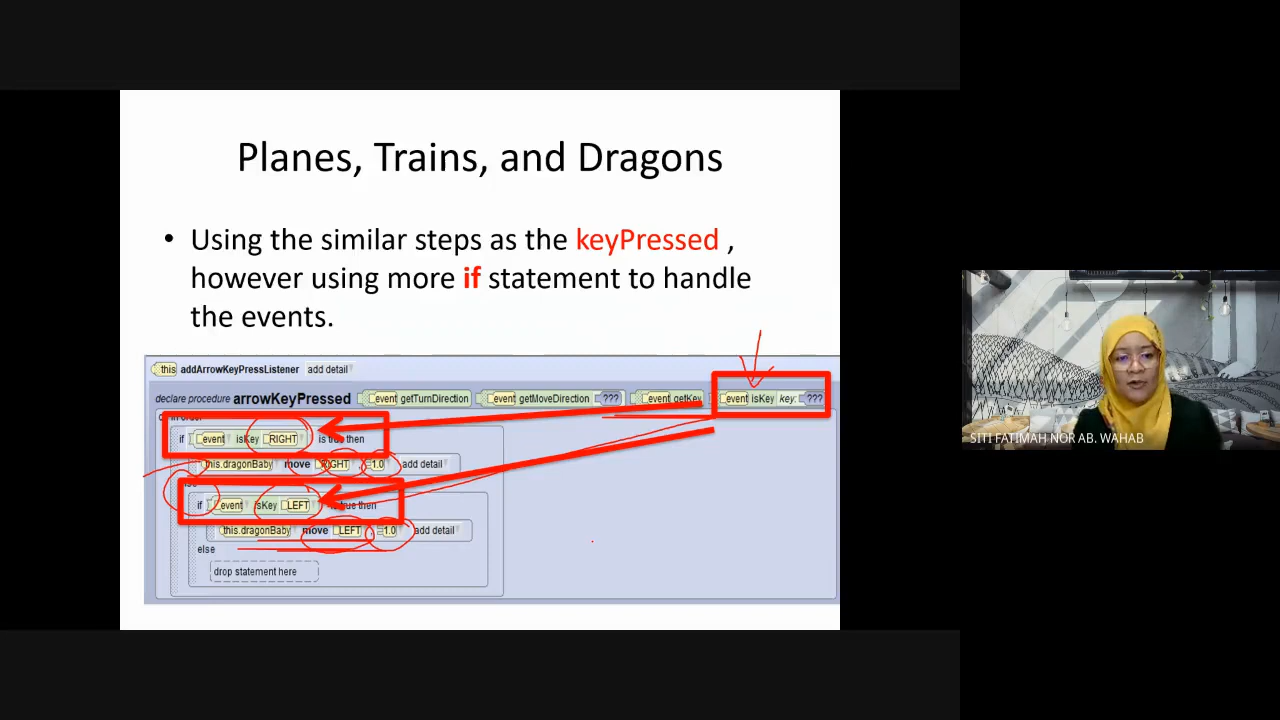 Planes, Trains, and Dragons
• Using the similar steps as the keyPressed ,
however using more if statement to handle
the events.
this addArrowKeyPressListener add detail
declare procedure arrowKeyPressed event getTurnDirection event getMoveDirection ??? event getKey event isKey key: ???
in order
if event isKey RIGHT is true then
this.dragonBaby move RIGHT 1.0 add detail
if event isKey LEFT is true then
this.dragonBaby move LEFT 1.0 add detail
else
drop statement here
SITI FATIMAH NOR AB. WAHAB